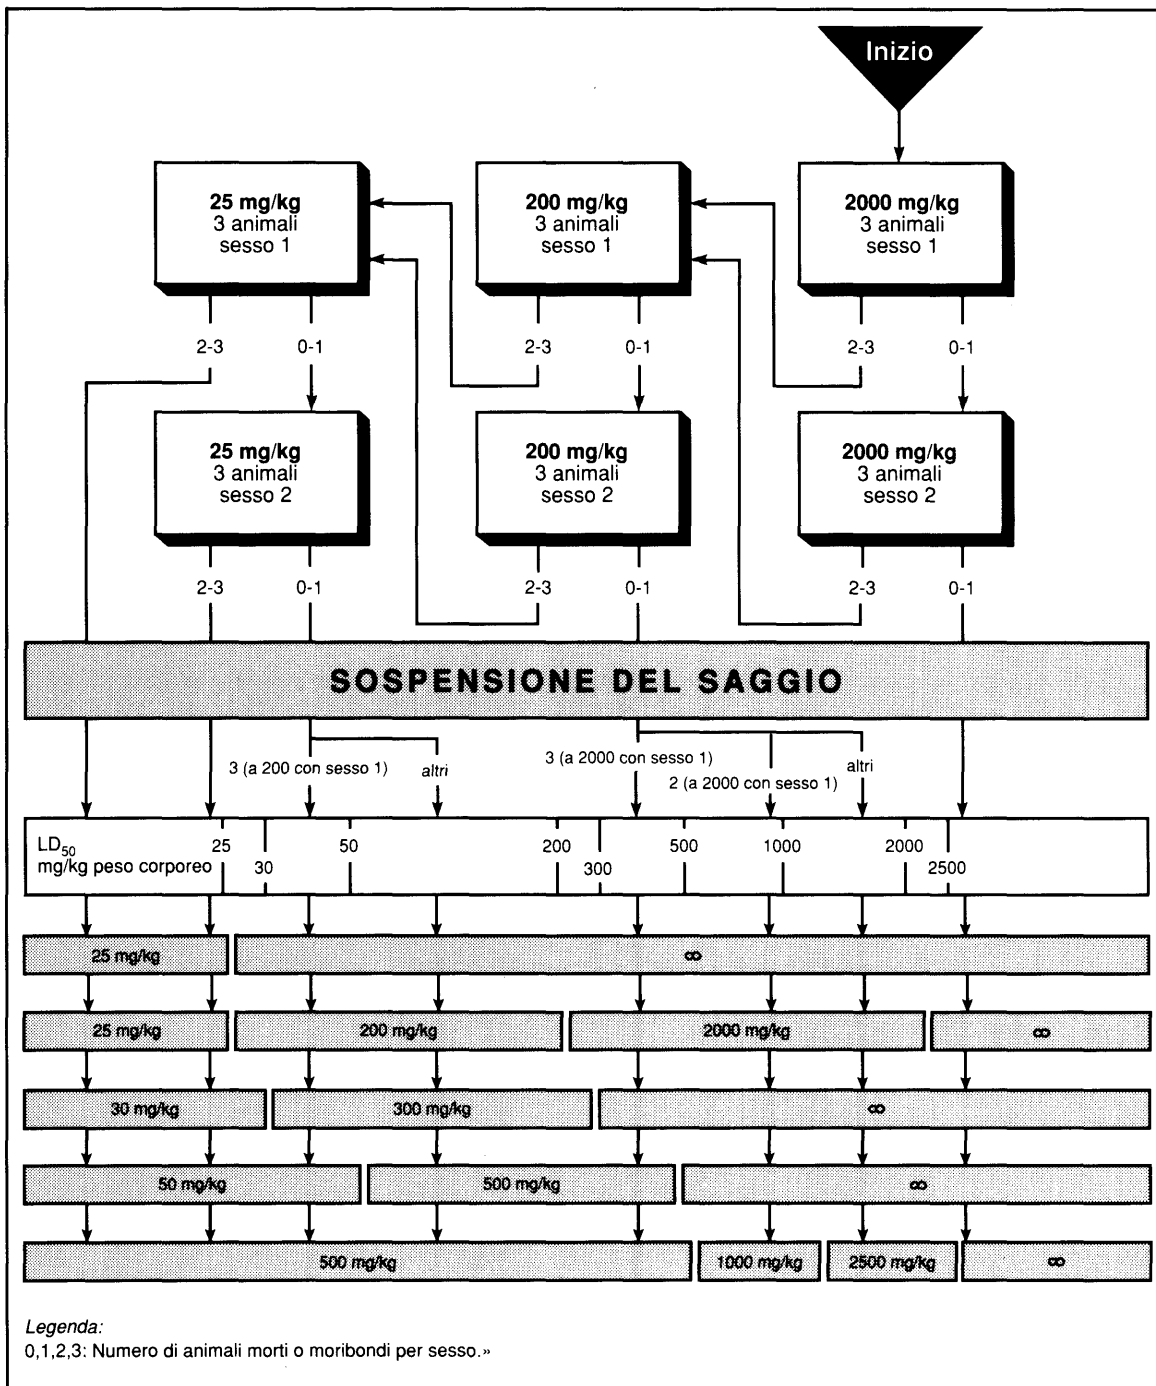 Inizio
25 mg/kg
3 animali
sesso 1
200 mg/kg
3 animali
sesso 1
2000 mg/kg
3 animali
sesso 1
2-3
0-1
2-3
0-1
2-3
0-1
25 mg/kg
3 animali
sesso 2
200 mg/kg
3 animali
sesso 2
2000 mg/kg
3 animali
sesso 2
2-3
0-1
2-3
0-1
2-3
0-1
SOSPENSIONE DEL SAGGIO
3 (a 200 con sesso 1)
altri
3 (a 2000 con sesso 1)
2 (a 2000 con sesso 1)
altri
LD50
mg/kg peso corporeo
25
30
50
200
300
500
1000
2000
2500
25 mg/kg
∞
25 mg/kg
200 mg/kg
2000 mg/kg
∞
30 mg/kg
300 mg/kg
∞
50 mg/kg
500 mg/kg
∞
500 mg/kg
1000 mg/kg
2500 mg/kg
∞
Legenda:
0,1,2,3: Numero di animali morti o moribondi per sesso.»